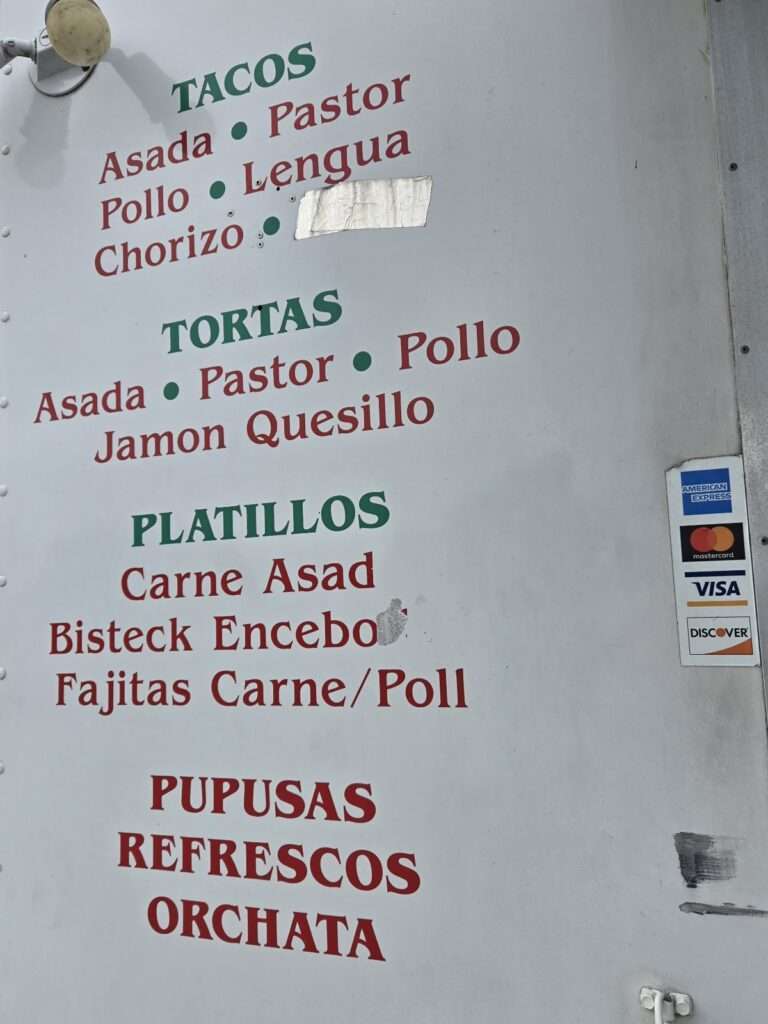 TACOS
Asada • Pastor
Pollo • Lengua
Chorizo •
TORTAS
Asada • Pastor • Pollo
Jamon Quesillo
PLATILLOS
Carne Asad
Bisteck Encebo
Fajitas Carne/Poll
PUPUSAS
REFRESCOS
ORCHATA
AMERICAN
EXPRESS
mastercard
VISA
DISCOVER